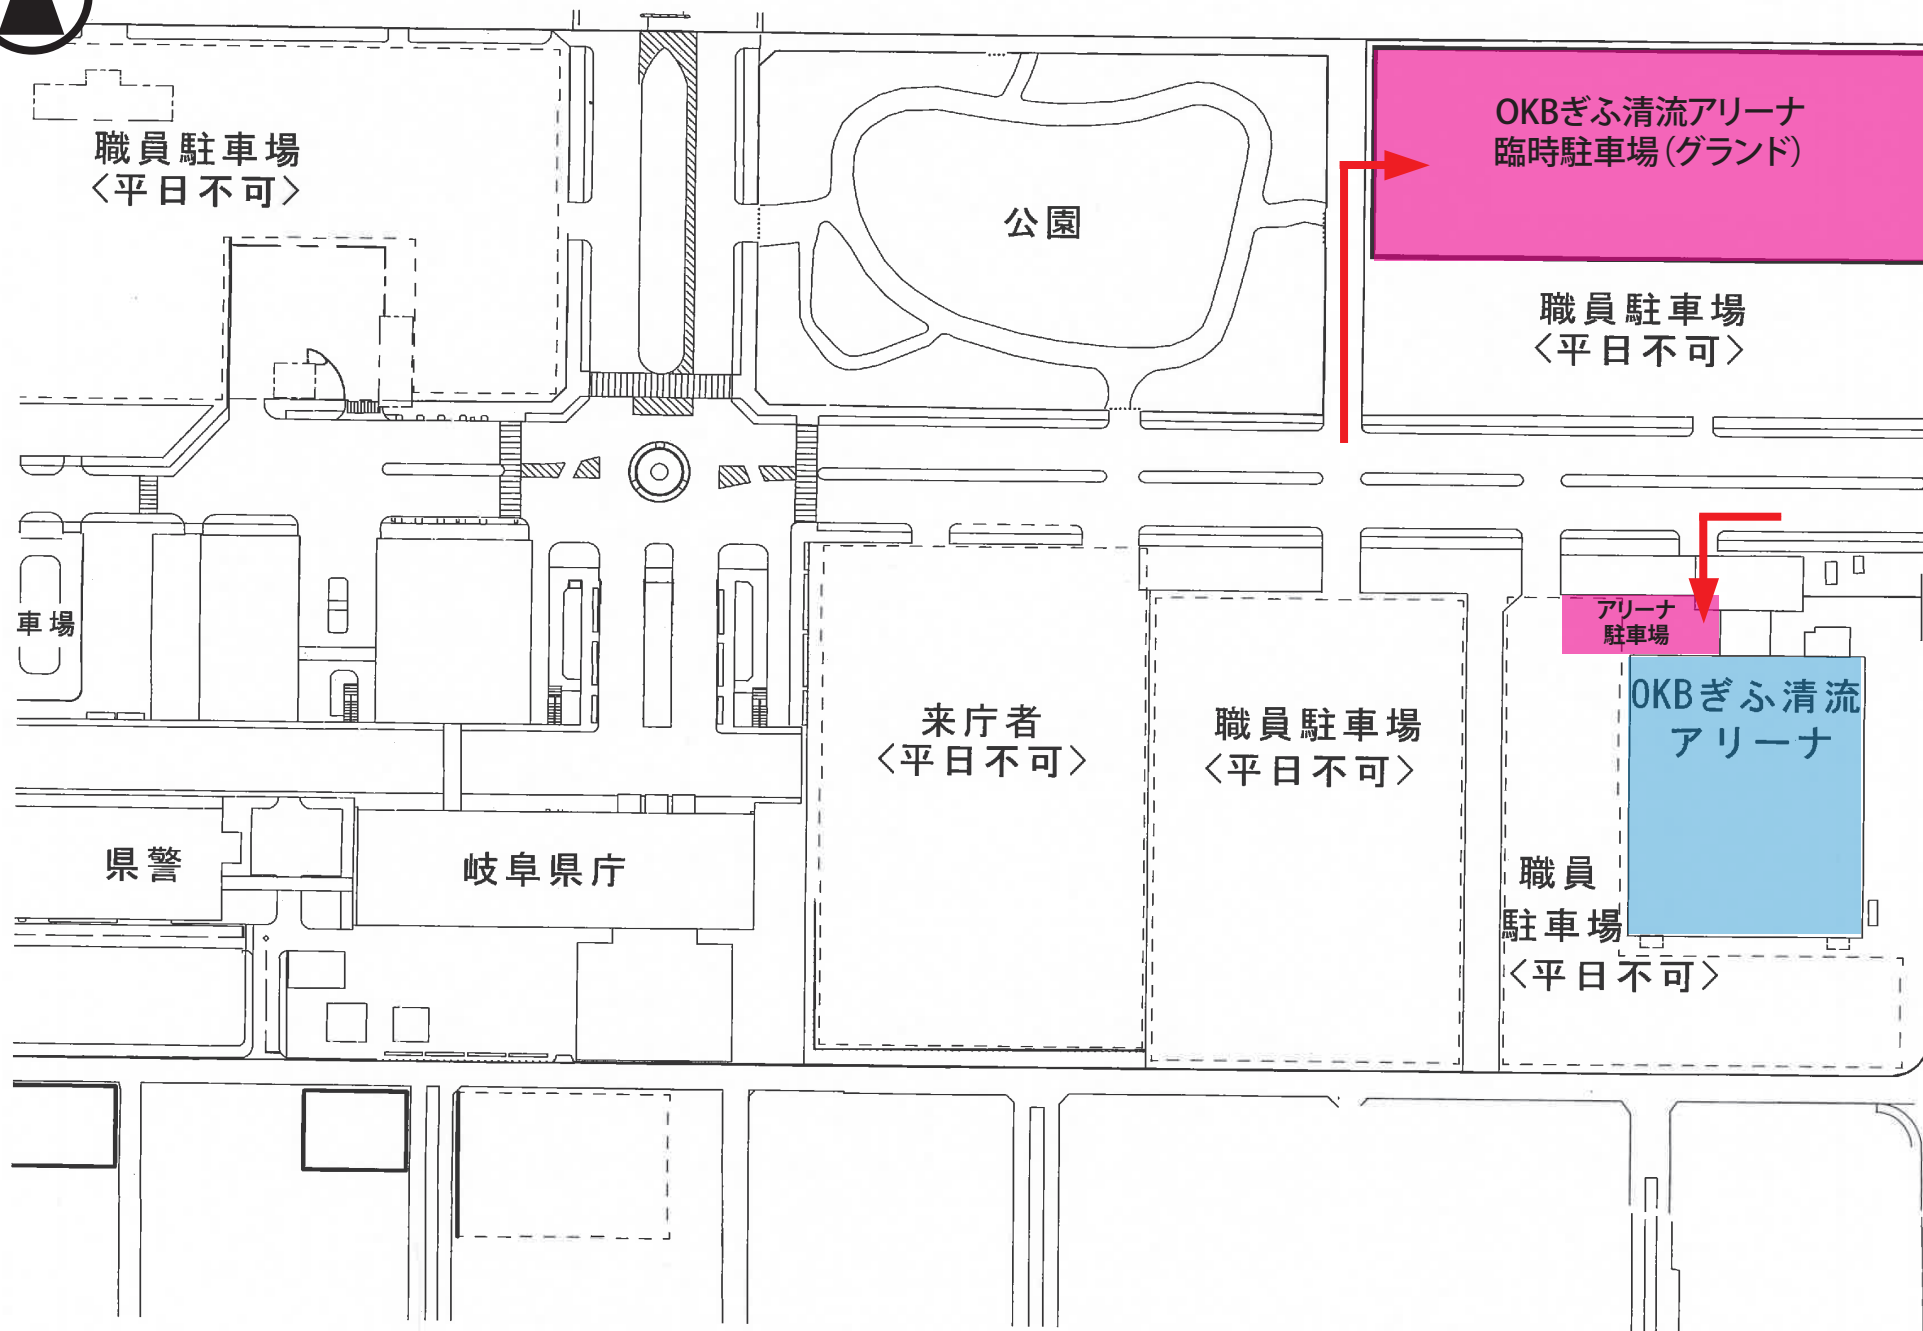 OKBぎふ清流アリーナ
臨時駐車場(グランド)
職員駐車場
<平日不可>
公園
職員駐車場
<平日不可>
アリーナ
駐車場
車場
OKBぎふ清流
アリーナ
来庁者
<平日不可>
職員駐車場
<平日不可>
県警
岐阜県庁
職員
駐車場
<平日不可>